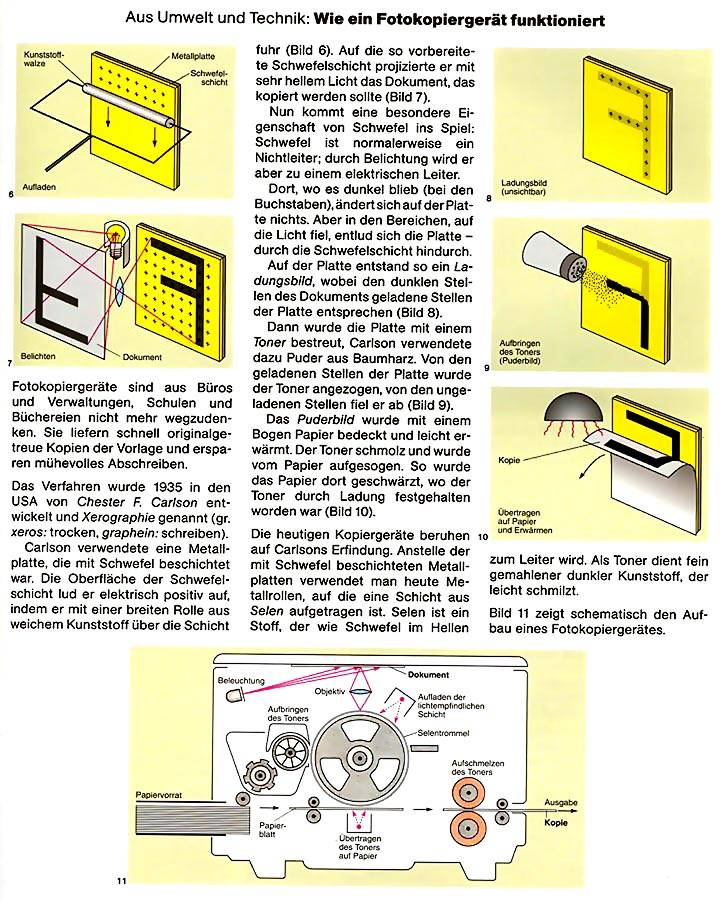 Aus Umwelt und Technik: Wie ein Fotokopiergerät funktioniert
Kunststoff-
walze
Metallplatte
Schwefel-
schicht
Aufladen
6
Belichten
Dokument
7
Fotokopiergeräte sind aus Büros
und Verwaltungen, Schulen und
Büchereien nicht mehr wegzuden-
ken. Sie liefern schnell originalge-
treue Kopien der Vorlage und erspa-
ren mühevolles Abschreiben.
Das Verfahren wurde 1935 in den
USA von Chester F. Carlson ent-
wickelt und Xerographie genannt (gr.
xeros: trocken, graphein: schreiben).
Carlson verwendete eine Metall-
platte, die mit Schwefel beschichtet
war. Die Oberfläche der Schwefel-
schicht lud er elektrisch positiv auf,
indem er mit einer breiten Rolle aus
weichem Kunststoff über die Schicht
fuhr (Bild 6). Auf die so vorbereite-
te Schwefelschicht projizierte er mit
sehr hellem Licht das Dokument, das
kopiert werden sollte (Bild 7).
Nun kommt eine besondere Ei-
genschaft von Schwefel ins Spiel:
Schwefel ist normalerweise ein
Nichtleiter; durch Belichtung wird er
aber zu einem elektrischen Leiter.
Dort, wo es dunkel blieb (bei den
Buchstaben), ändert sich auf der Plat-
te nichts. Aber in den Bereichen, auf
die Licht fiel, entlud sich die Platte –
durch die Schwefelschicht hindurch.
Auf der Platte entstand so ein La-
dungsbild, wobei den dunklen Stel-
len des Dokuments geladene Stellen
der Platte entsprechen (Bild 8).
Dann wurde die Platte mit einem
Toner bestreut, Carlson verwendete
dazu Puder aus Baumharz. Von den
geladenen Stellen der Platte wurde
der Toner angezogen, von den unge-
ladenen Stellen fiel er ab (Bild 9).
Das Puderbild wurde mit einem
Bogen Papier bedeckt und leicht er-
wärmt. Der Toner schmolz und wurde
vom Papier aufgesogen. So wurde
das Papier dort geschwärzt, wo der
Toner durch Ladung festgehalten
worden war (Bild 10).
Die heutigen Kopiergeräte beruhen
auf Carlsons Erfindung. Anstelle der
mit Schwefel beschichteten Metall-
platten verwendet man heute Me-
tallrollen, auf die eine Schicht aus
Selen aufgetragen ist. Selen ist ein
Stoff, der wie Schwefel im Hellen
Ladungsbild
(unsichtbar)
8
Aufbringen
des Toners
(Puderbild)
9
Kopie
Übertragen
auf Papier
und Erwärmen
10
zum Leiter wird. Als Toner dient fein
gemahlener dunkler Kunststoff, der
leicht schmilzt.
Bild 11 zeigt schematisch den Auf-
bau eines Fotokopiergerätes.
Beleuchtung
Dokument
Objektiv
Aufladen der
lichtempfindlichen
Schicht
Aufbringen
des Toners
Selentrommel
Aufschmelzen
des Toners
Papiervorrat
Papier-
blatt
Übertragen
des Toners
auf Papier
Ausgabe
Kopie
11